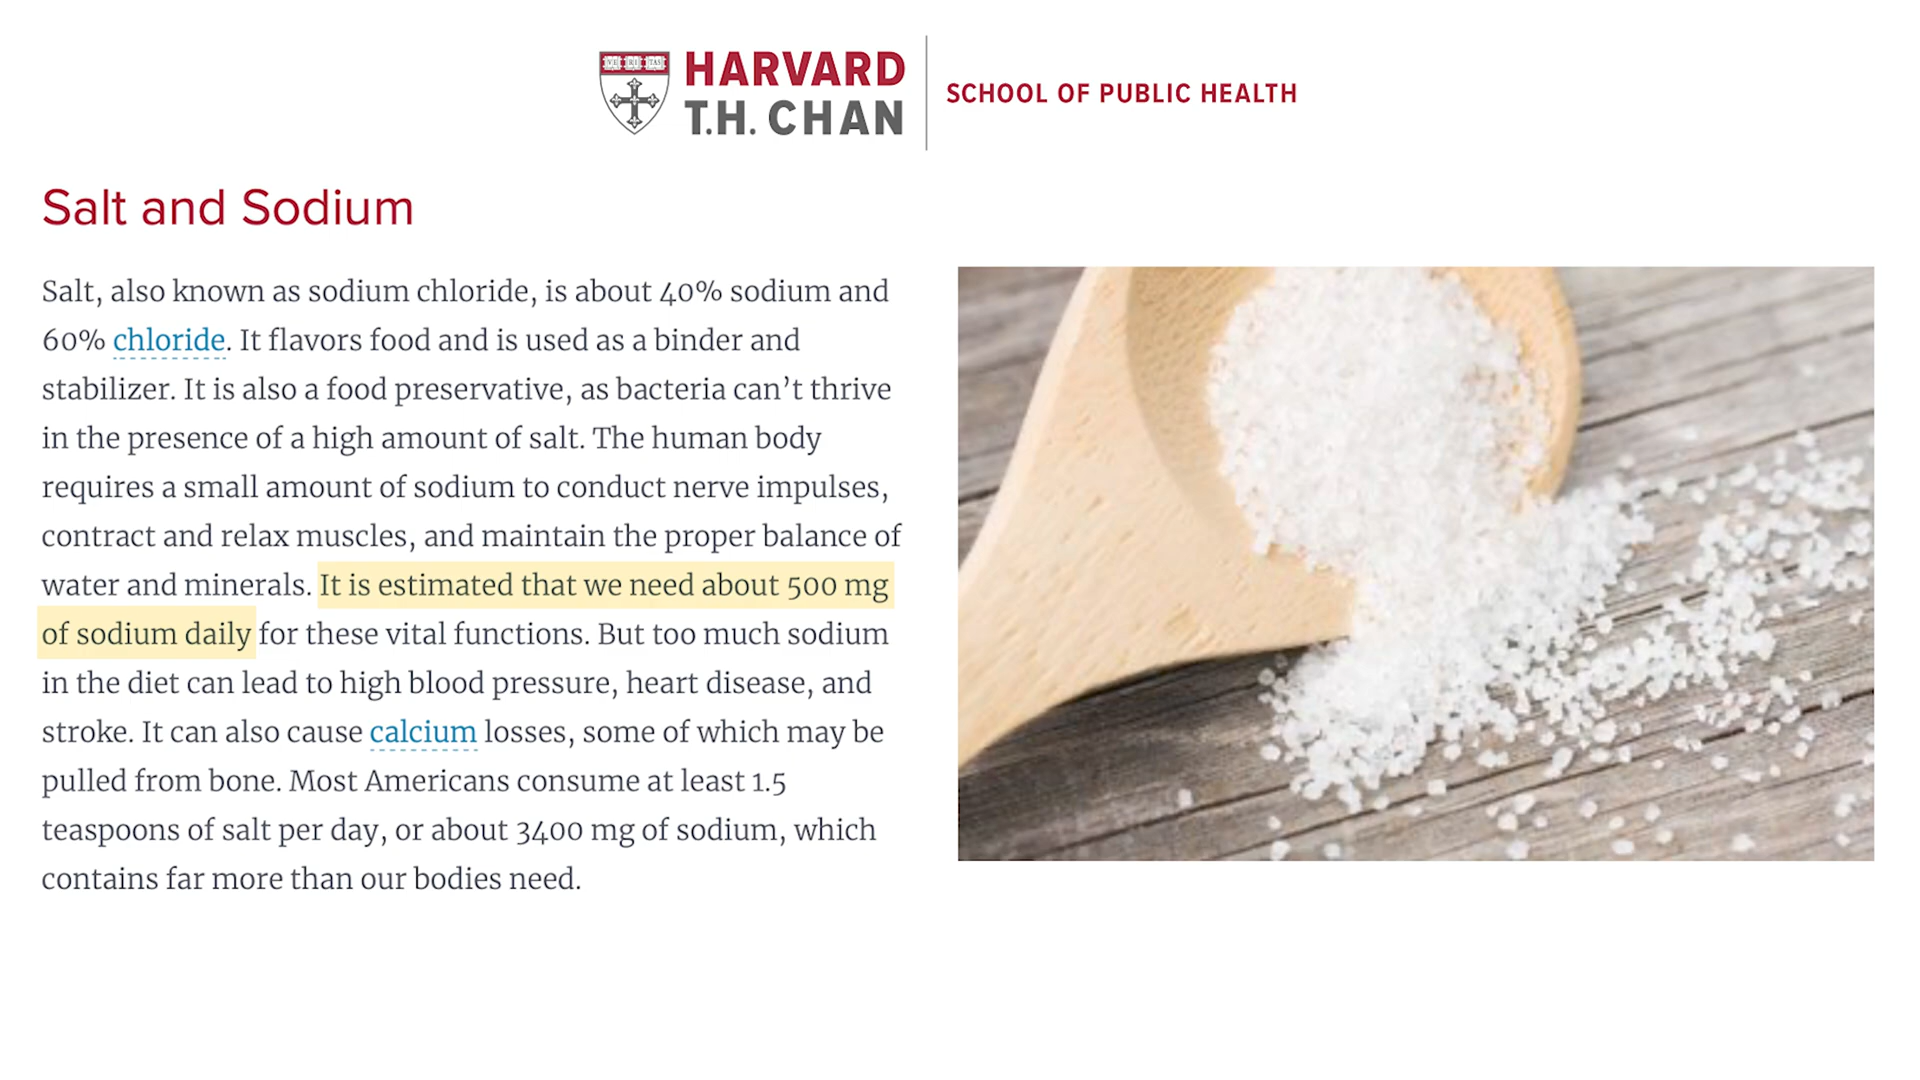 VE RI TAS
HARVARD
T.H. CHAN
SCHOOL OF PUBLIC HEALTH
Salt and Sodium
Salt, also known as sodium chloride, is about 40% sodium and
60% chloride. It flavors food and is used as a binder and
stabilizer. It is also a food preservative, as bacteria can’t thrive
in the presence of a high amount of salt. The human body
requires a small amount of sodium to conduct nerve impulses,
contract and relax muscles, and maintain the proper balance of
water and minerals. It is estimated that we need about 500 mg
of sodium daily for these vital functions. But too much sodium
in the diet can lead to high blood pressure, heart disease, and
stroke. It can also cause calcium losses, some of which may be
pulled from bone. Most Americans consume at least 1.5
teaspoons of salt per day, or about 3400 mg of sodium, which
contains far more than our bodies need.